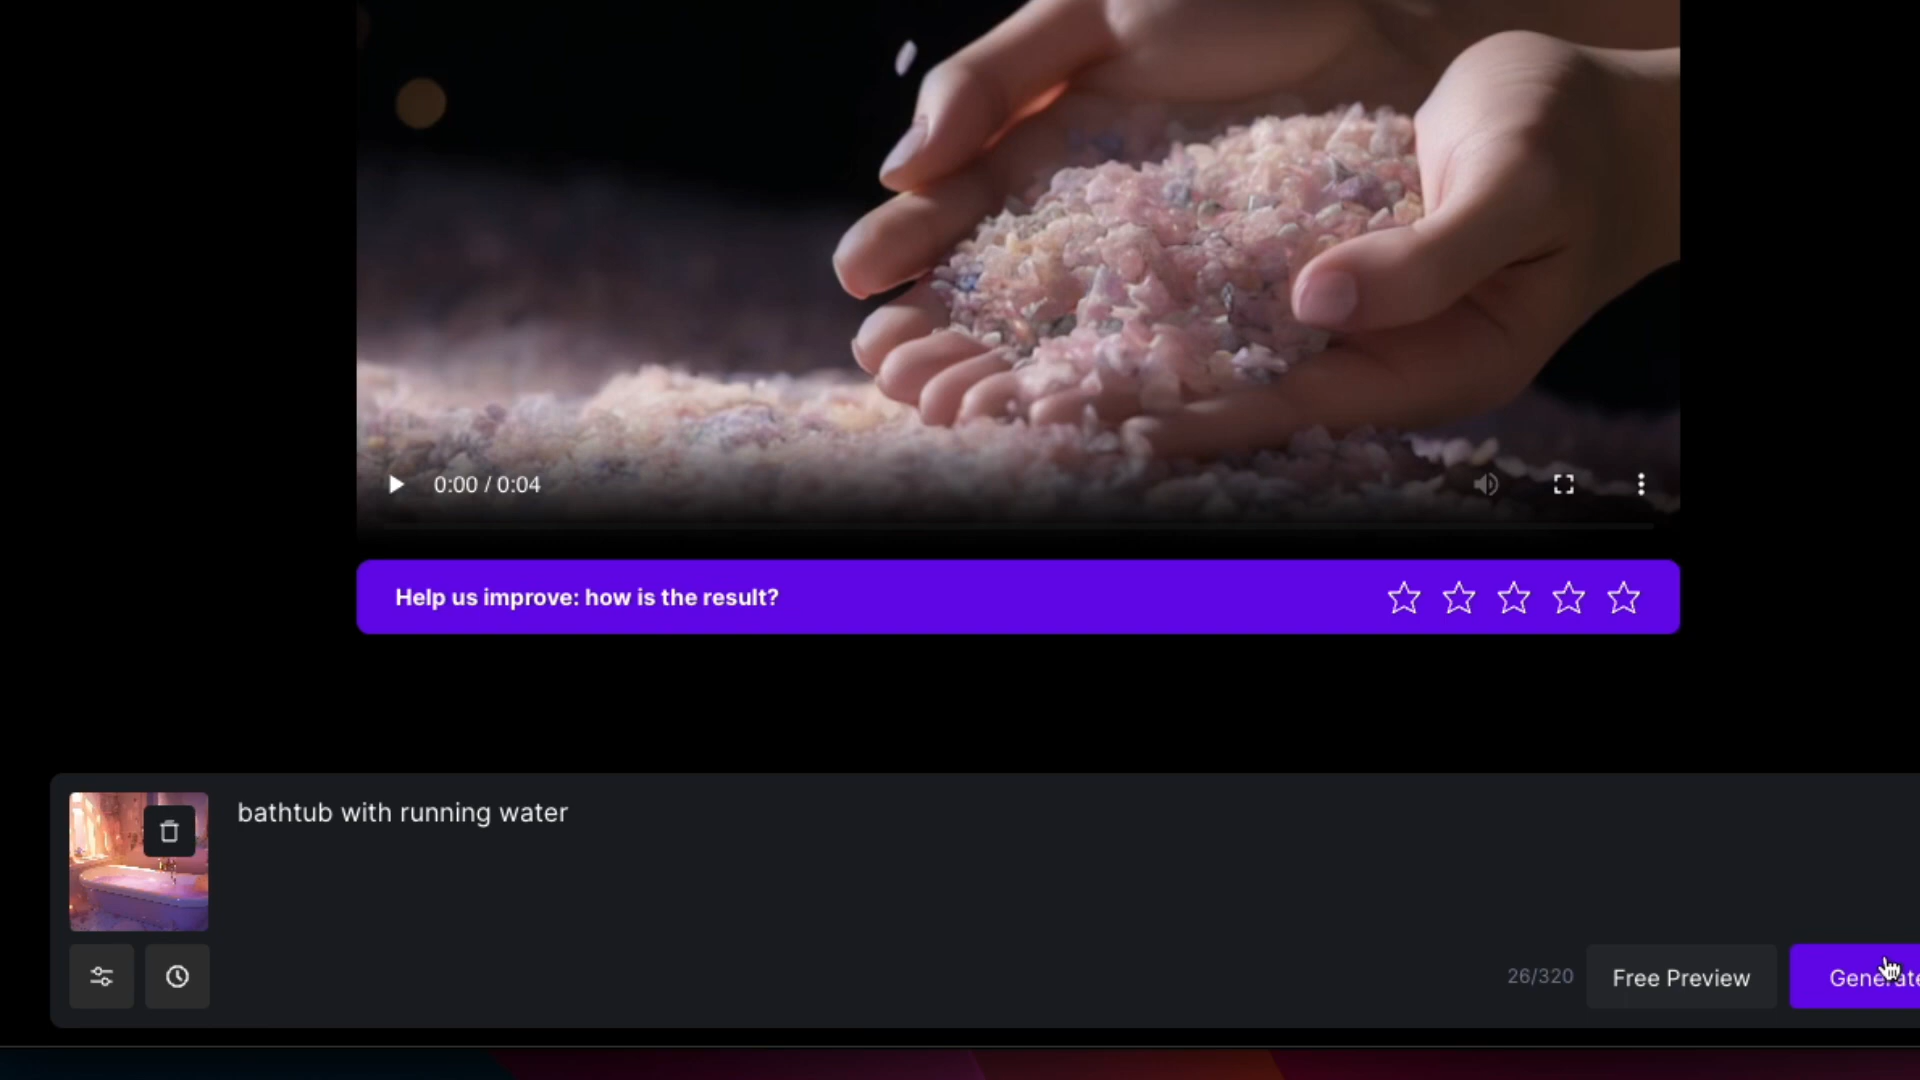 0:00 / 0:04
Help us improve: how is the result?
bathtub with running water
26/320
Free Preview
Generate